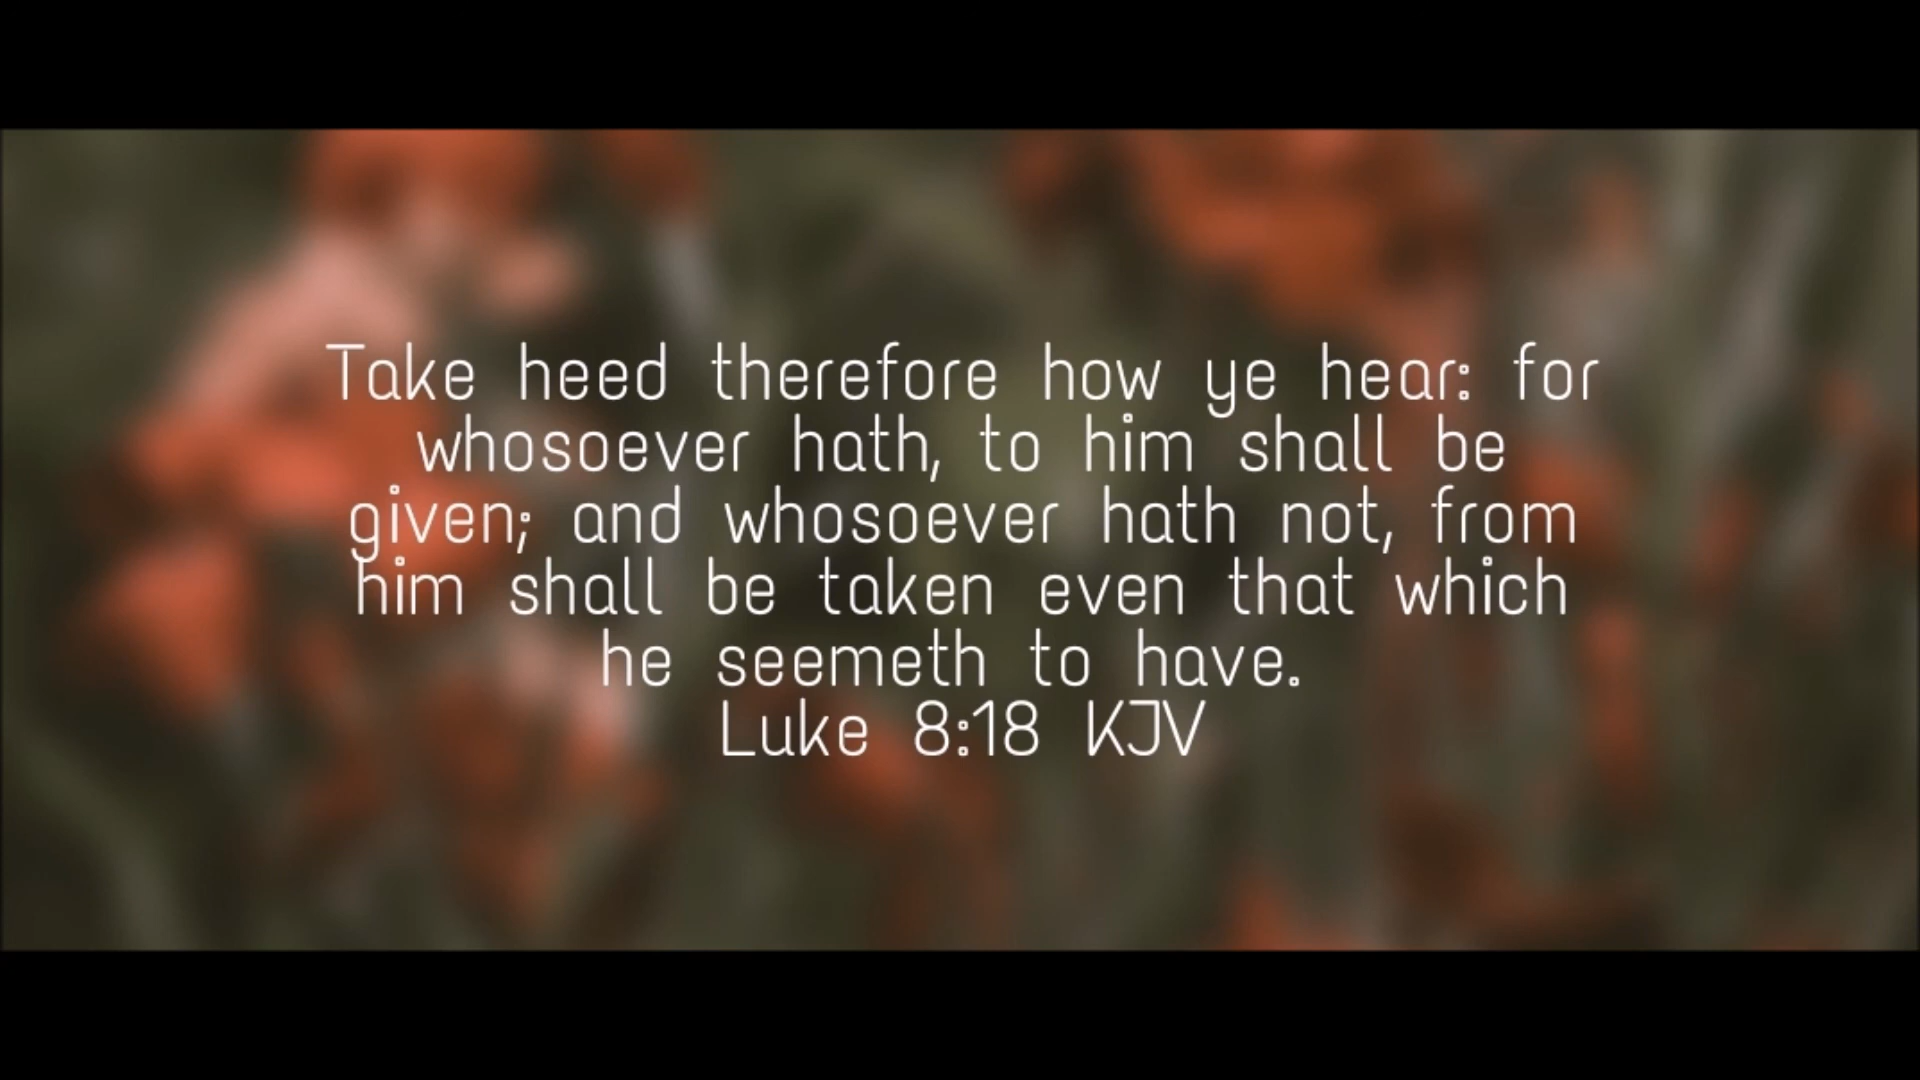 Take heed therefore how ye hear: for
whosoever hath, to him shall be
given; and whosoever hath not, from
him shall be taken even that which
he seemeth to have.
Luke 8:18 KJV